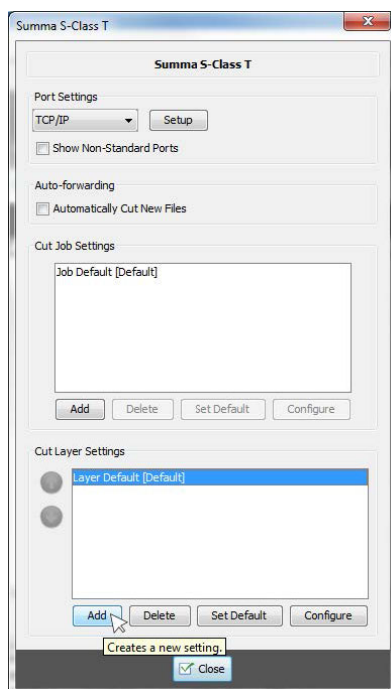 Summa S-Class T
Summa S-Class T
Port Settings
TCP/IP Setup
Show Non-Standard Ports
Auto-forwarding
Automatically Cut New Files
Cut Job Settings
Job Default [Default]
Add Delete Set Default Configure
Cut Layer Settings
Layer Default [Default]
Add Delete Set Default Configure
Creates a new setting.
Close